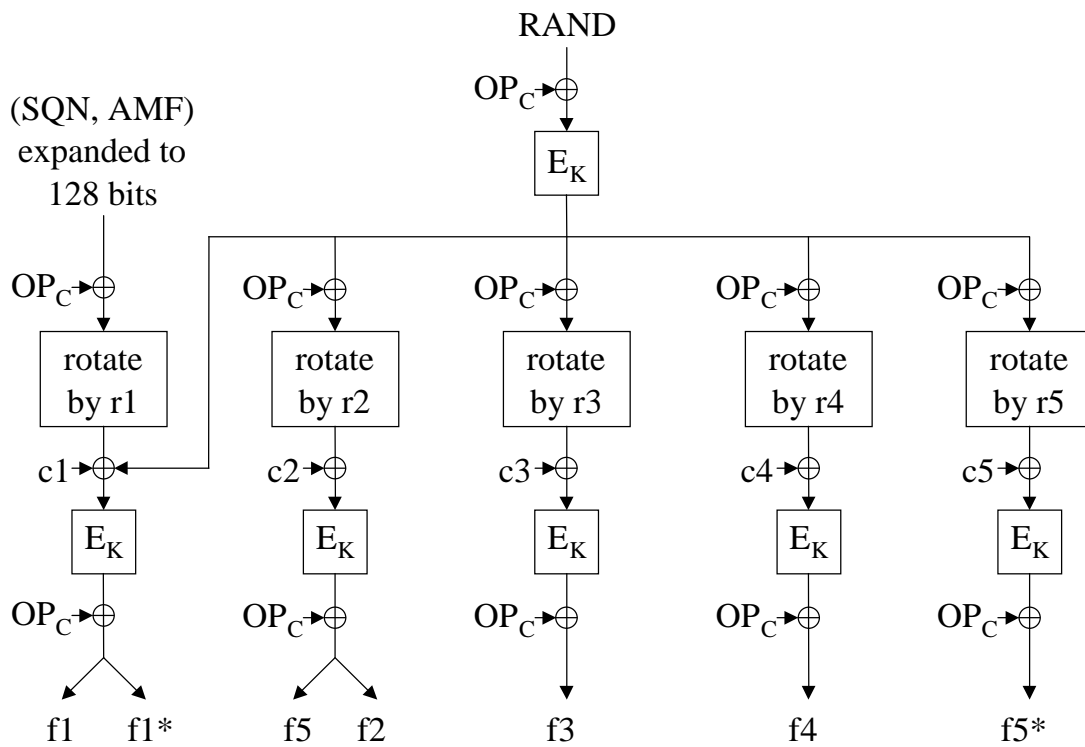 RAND
OP_C
(SQN, AMF)
expanded to
128 bits
E_K
OP_C OP_C OP_C OP_C OP_C
rotate by r1
rotate by r2
rotate by r3
rotate by r4
rotate by r5
c1 c2 c3 c4 c5
E_K E_K E_K E_K E_K
OP_C OP_C OP_C OP_C OP_C
f1 f1* f5 f2 f3 f4 f5*